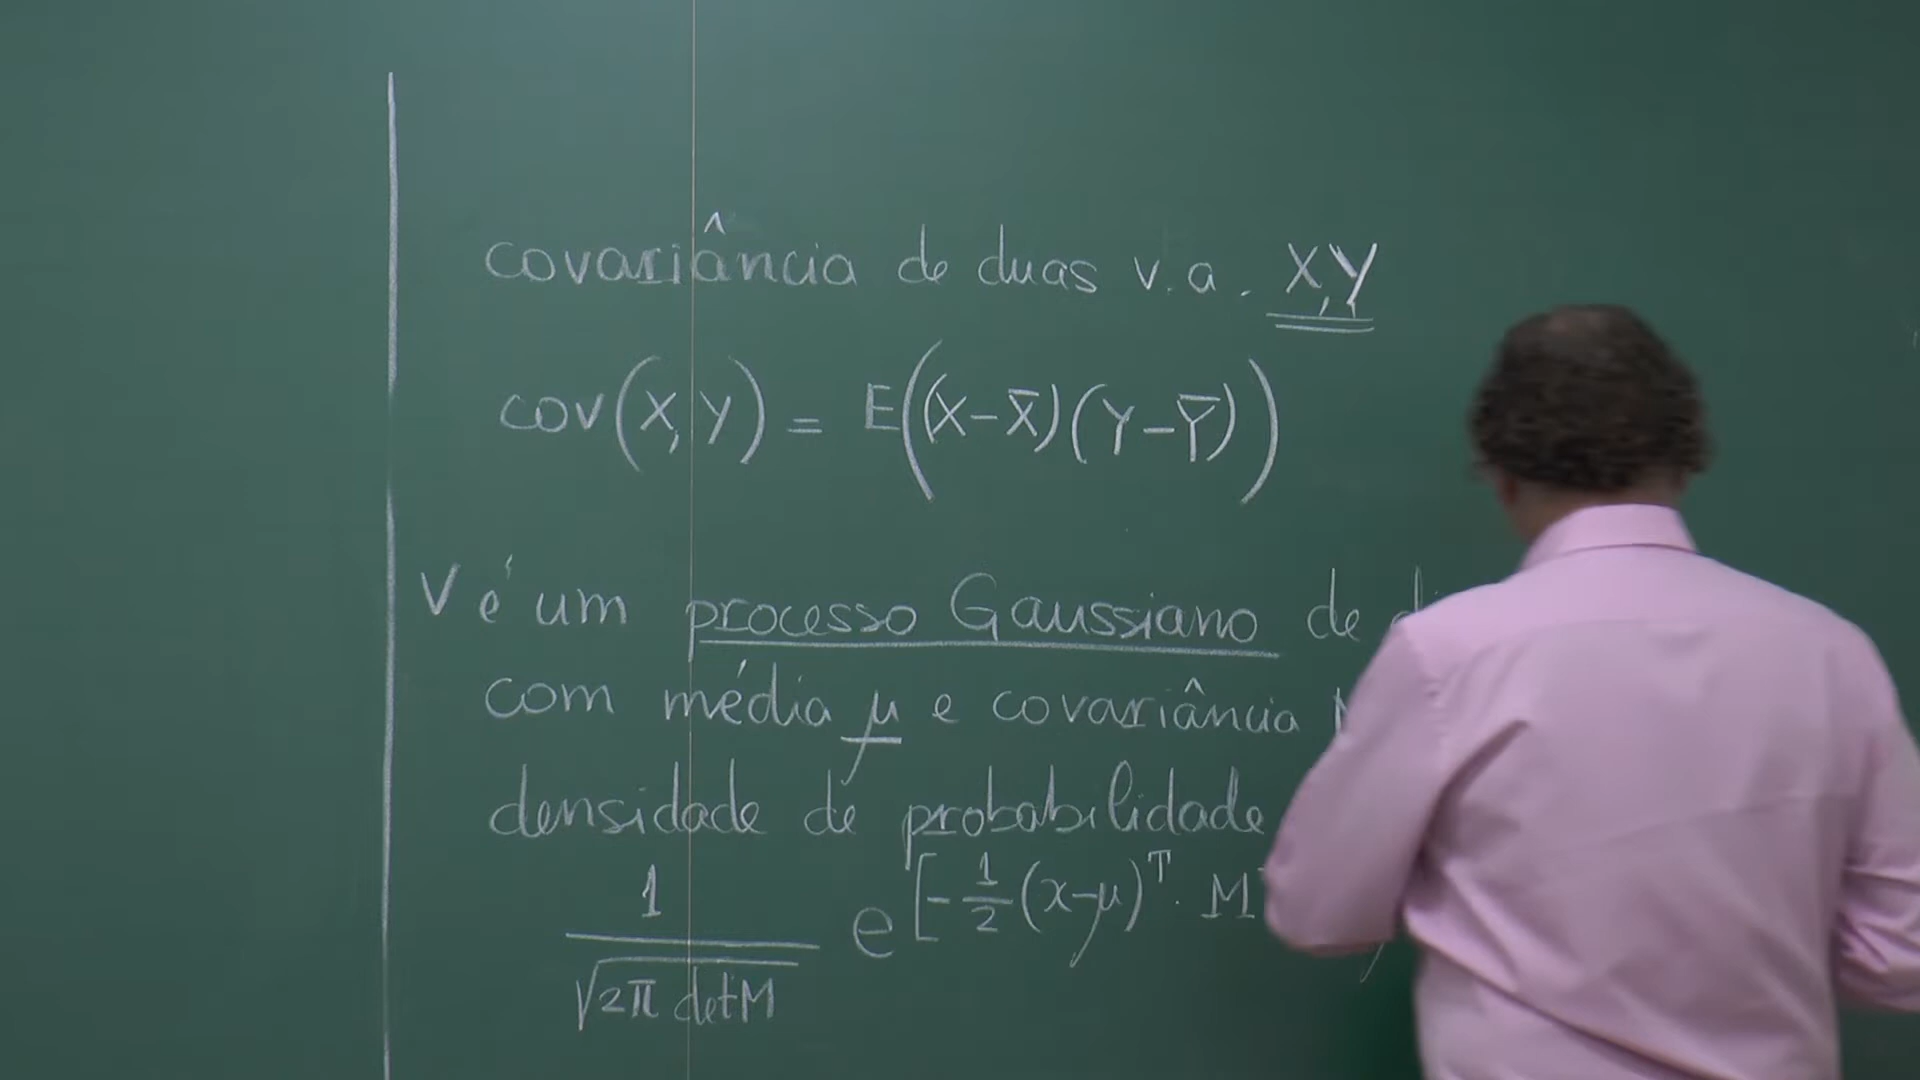 covariância de duas v.a. X,Y
cov(X,Y) = E((X-X̄)(Y-Ȳ))
V é um processo Gaussiano de
com média μ e covariância
densidade de probabilidade
1 / √2π detM e^[-1/2 (x-μ)^T . M